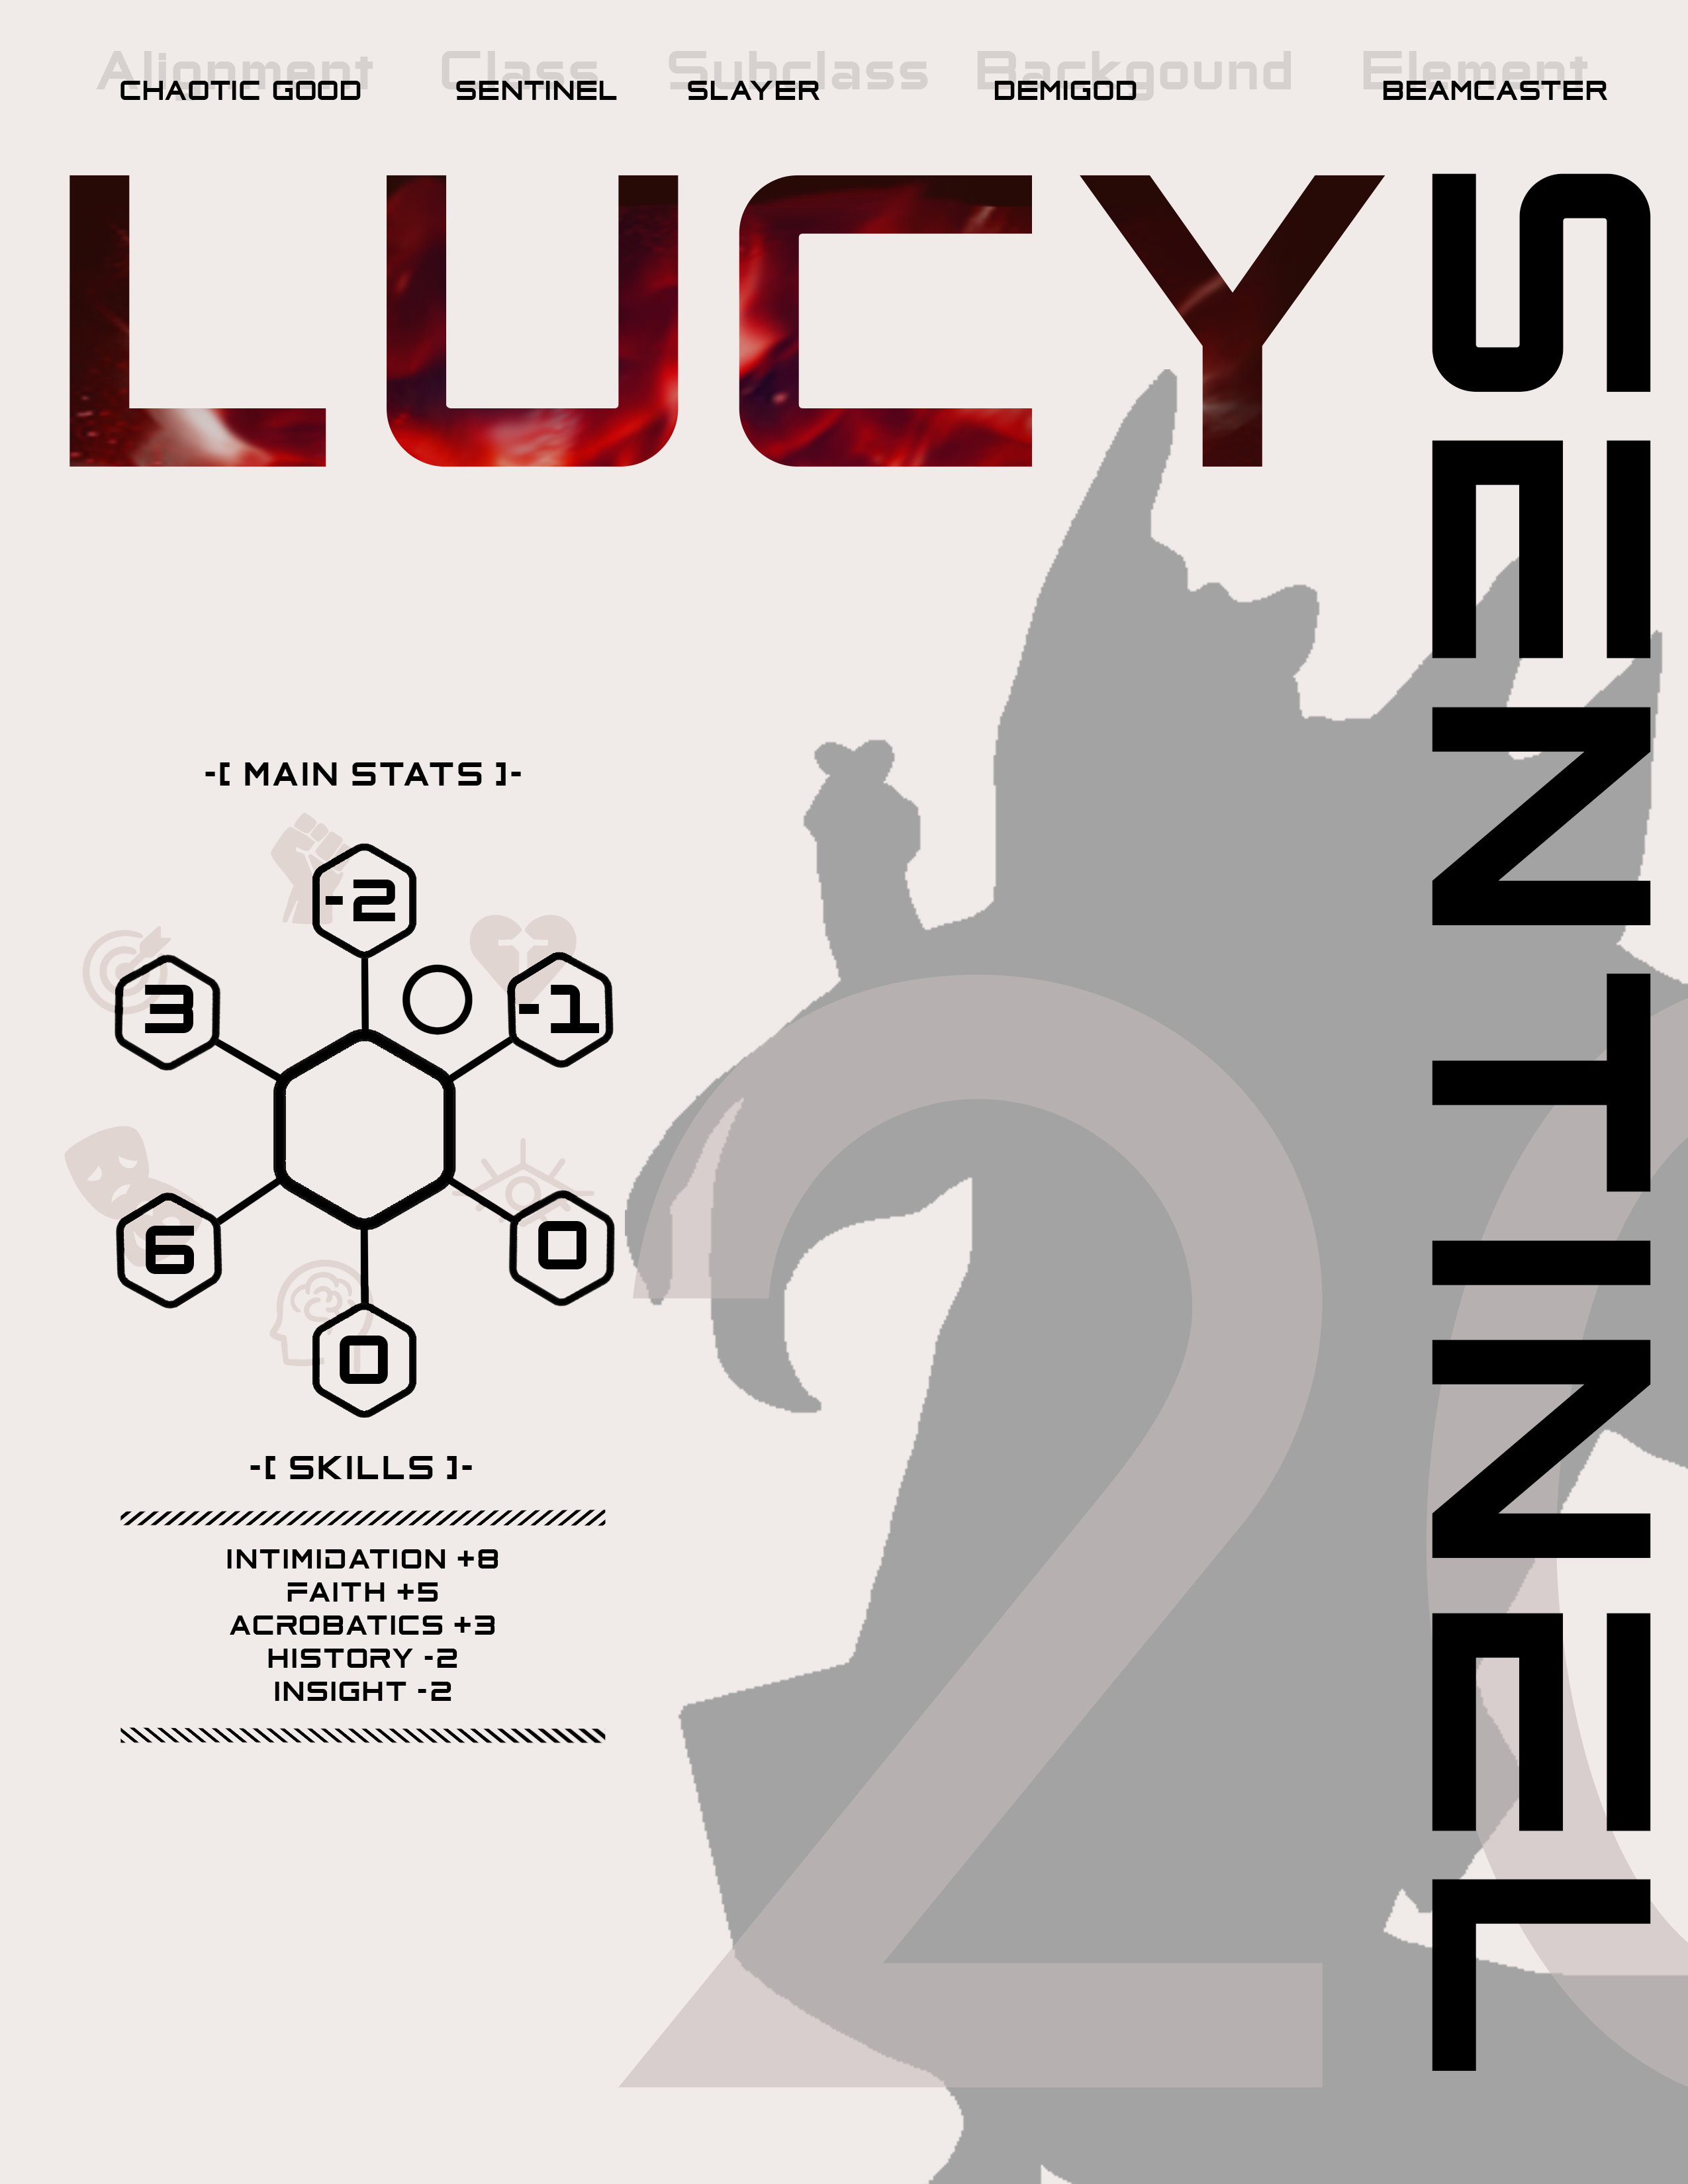 Alignment Class Subclass Backgound Element
CHAOTIC GOOD SENTINEL SLAYER DEMIGOD BEAMCASTER
LUCY
SENTINEL
-[ MAIN STATS ]-
-2
3
-1
6
0
0
-[ SKILLS ]-
INTIMIDATION +8
FAITH +5
ACROBATICS +3
HISTORY -2
INSIGHT -2
20